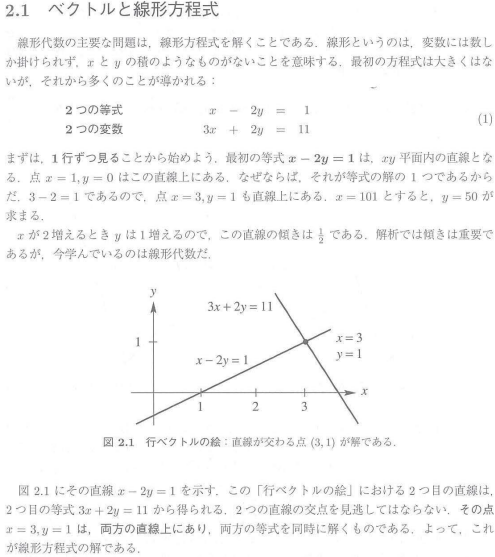 2.1 ベクトルと線形方程式
線形代数の主要な問題は，線形方程式を解くことである．線形というのは，変数には数し
か掛けられず，x と y の積のようなものがないことを意味する．最初の方程式は大きくはな
いが，それから多くのことが導かれる：
2 つの等式 x − 2y = 1
2 つの変数 3x + 2y = 11
(1)
まずは，1 行ずつ見ることから始めよう．最初の等式 x − 2y = 1 は，xy 平面内の直線とな
る．点 x = 1, y = 0 はこの直線上にある．なぜならば，それが等式の解の 1 つであるから
だ．3 − 2 = 1 であるので，点 x = 3, y = 1 も直線上にある．x = 101 とすると，y = 50 が
求まる．
x が 2 増えるとき y は 1 増えるので，この直線の傾きは 1/2 である．解析では傾きは重要で
あるが，今学んでいるのは線形代数だ．
y
3x + 2y = 11
1
x = 3
y = 1
x − 2y = 1
x
1 2 3
図 2.1 行ベクトルの絵：直線が交わる点 (3, 1) が解である．
図 2.1 にその直線 x − 2y = 1 を示す．この「行ベクトルの絵」における 2 つ目の直線は，
2 つ目の等式 3x + 2y = 11 から得られる．2 つの直線の交点を見逃してはならない．その点
x = 3, y = 1 は，両方の直線上にあり，両方の等式を同時に解くものである．よって，これ
が線形方程式の解である．